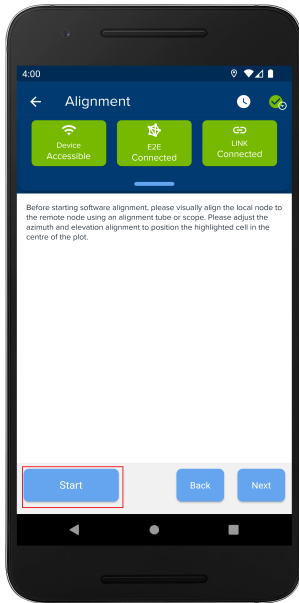 4:00
Alignment
Device
Accessible
E2E
Connected
LINK
Connected
Before starting software alignment, please visually align the local node to
the remote node using an alignment tube or scope. Please adjust the
azimuth and elevation alignment to position the highlighted cell in the
centre of the plot.
Start
Back
Next